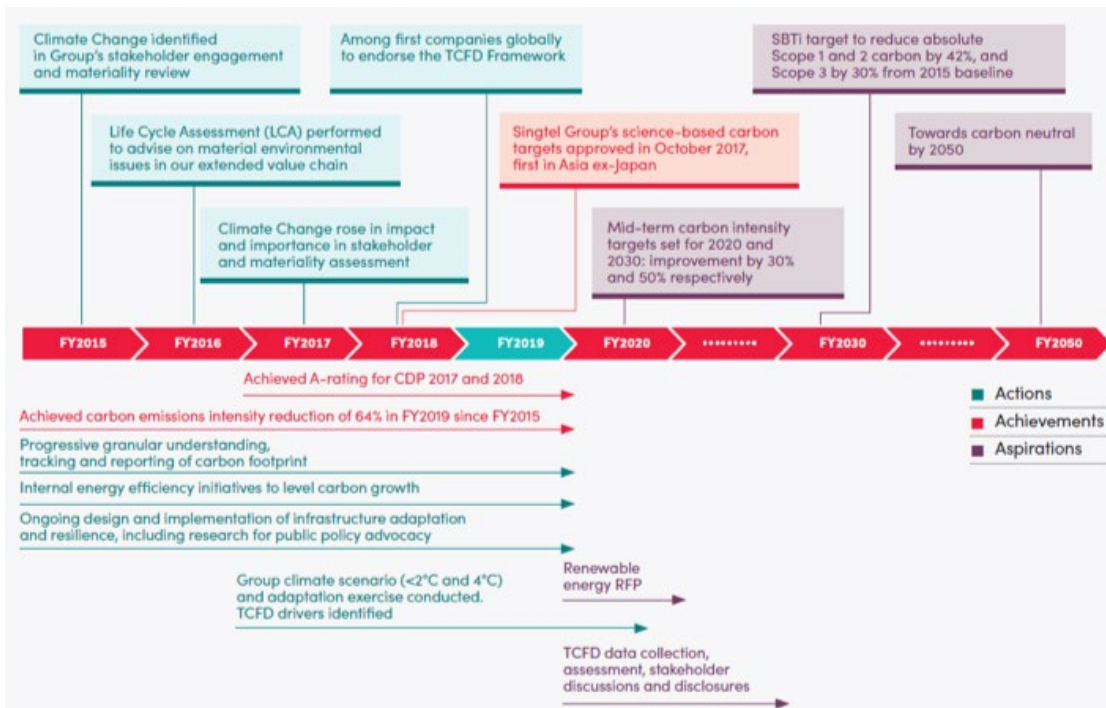 Climate Change identified
in Group's stakeholder engagement
and materiality review
Among first companies globally
to endorse the TCFD Framework
SBTi target to reduce absolute
Scope 1 and 2 carbon by 42%, and
Scope 3 by 30% from 2015 baseline
Life Cycle Assessment (LCA) performed
to advise on material environmental
issues in our extended value chain
Singtel Group's science-based carbon
targets approved in October 2017,
first in Asia ex-Japan
Towards carbon neutral
by 2050
Climate Change rose in impact
and importance in stakeholder
and materiality assessment
Mid-term carbon intensity
targets set for 2020 and
2030: improvement by 30%
and 50% respectively
FY2015 FY2016 FY2017 FY2018 FY2019 FY2020 ......... FY2030 ......... FY2050
Achieved A-rating for CDP 2017 and 2018
Achieved carbon emissions intensity reduction of 64% in FY2019 since FY2015
Progressive granular understanding,
tracking and reporting of carbon footprint
Internal energy efficiency initiatives to level carbon growth
Ongoing design and implementation of infrastructure adaptation
and resilience, including research for public policy advocacy
Group climate scenario (<2°C and 4°C)
and adaptation exercise conducted.
TCFD drivers identified
Renewable
energy RFP
TCFD data collection,
assessment, stakeholder
discussions and disclosures
Actions
Achievements
Aspirations